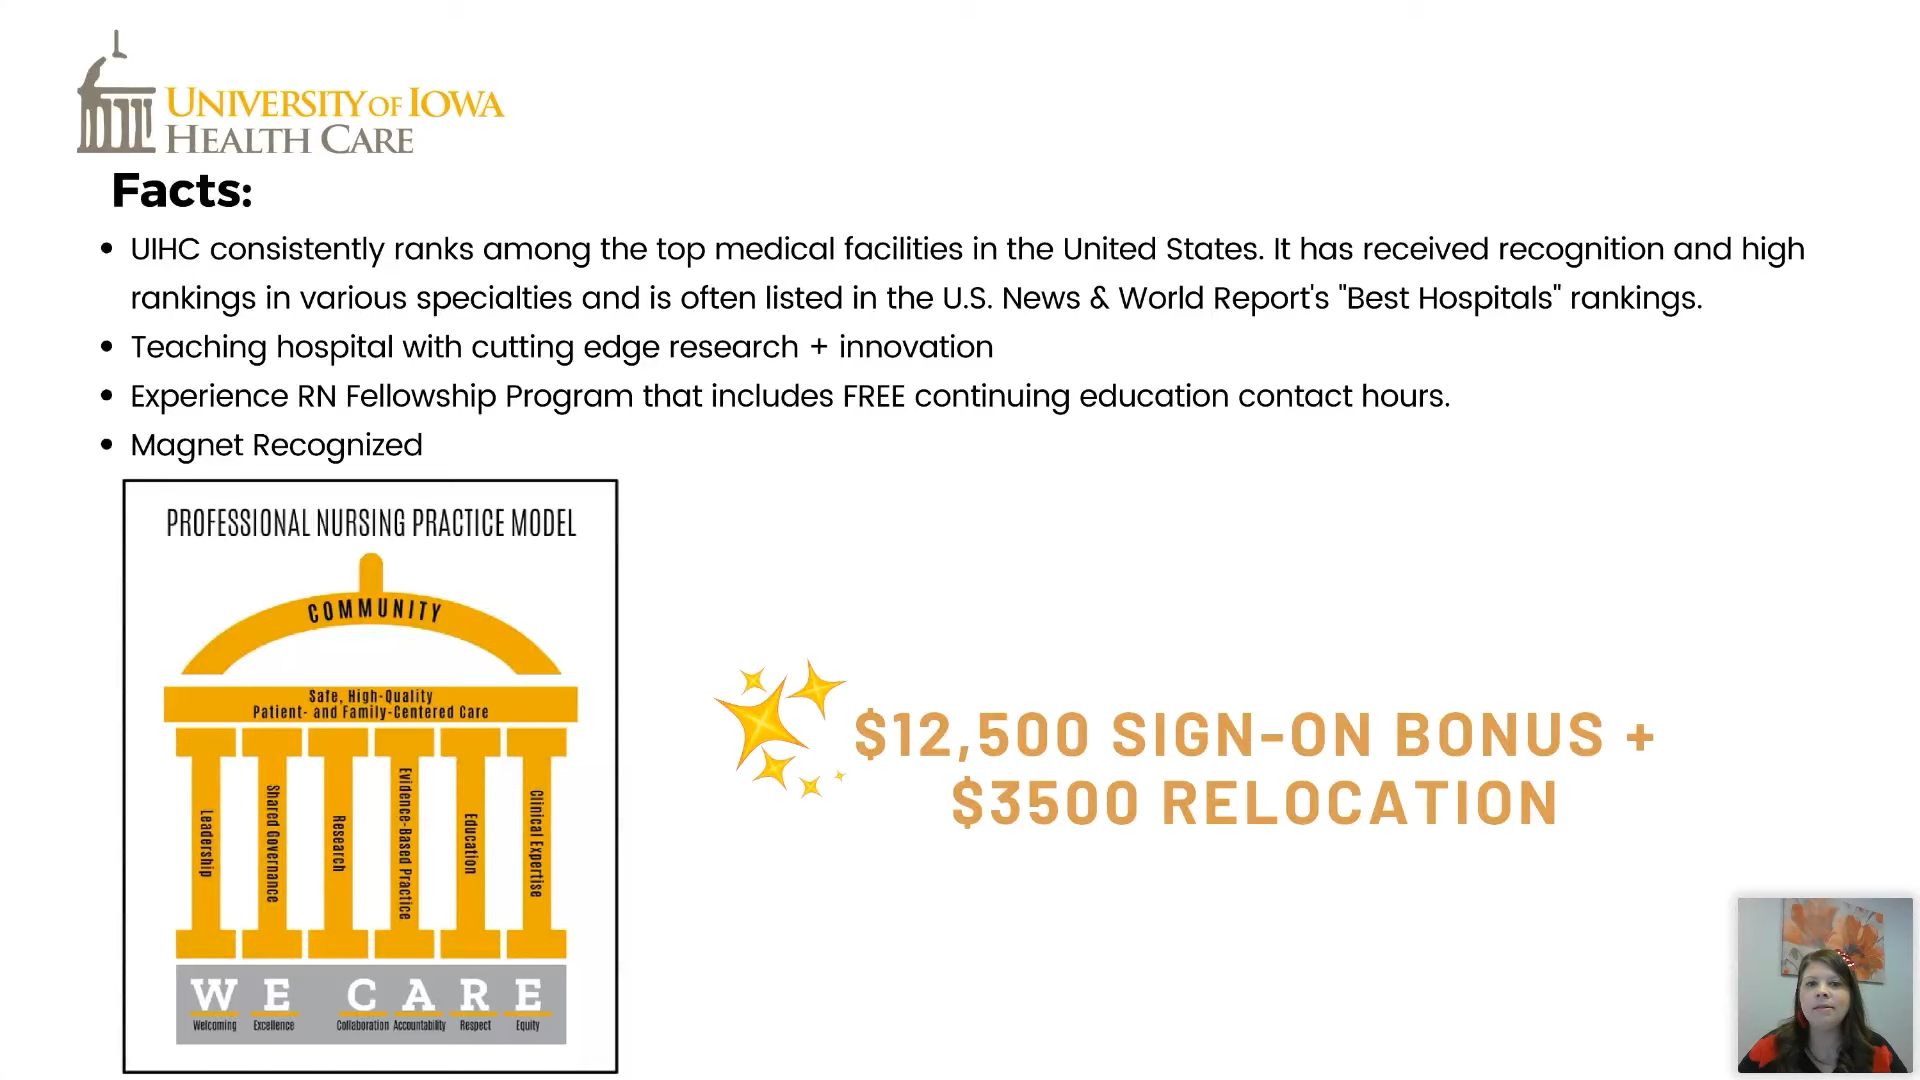 UNIVERSITY OF IOWA
HEALTH CARE
Facts:
• UIHC consistently ranks among the top medical facilities in the United States. It has received recognition and high
rankings in various specialties and is often listed in the U.S. News & World Report's "Best Hospitals" rankings.
• Teaching hospital with cutting edge research + innovation
• Experience RN Fellowship Program that includes FREE continuing education contact hours.
• Magnet Recognized
PROFESSIONAL NURSING PRACTICE MODEL
COMMUNITY
Safe, High-Quality
Patient- and Family-Centered Care
Leadership
Shared Governance
Research
Evidence-Based Practice
Education
Clinical Expertise
WE CARE
Welcoming Excellence Collaboration Accountability Respect Equity
$12,500 SIGN-ON BONUS +
$3500 RELOCATION